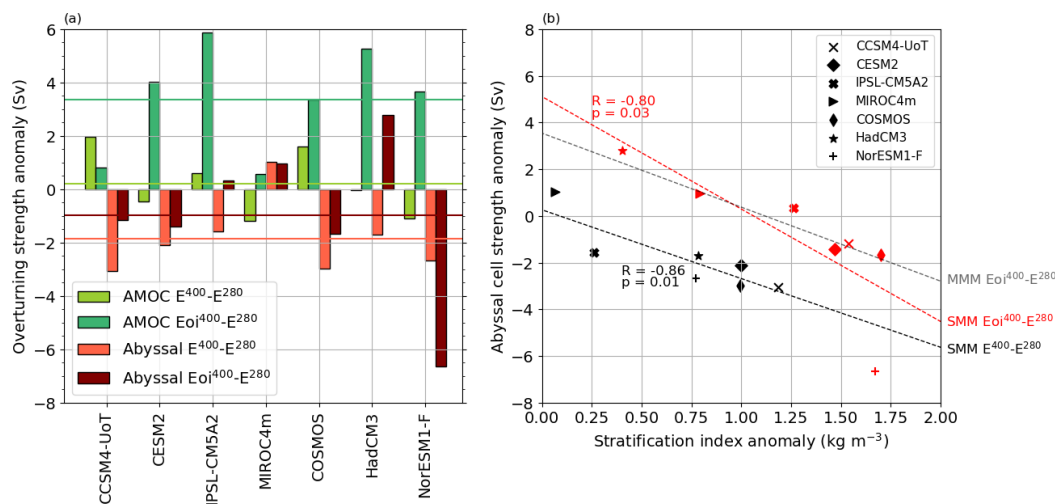 (a)
6
4
2
0
−2
−4
−6
−8
Overturning strength anomaly (Sv)
AMOC E⁴⁰⁰-E²⁸⁰
AMOC Eoi⁴⁰⁰-E²⁸⁰
Abyssal E⁴⁰⁰-E²⁸⁰
Abyssal Eoi⁴⁰⁰-E²⁸⁰
CCSM4-UoT
CESM2
IPSL-CM5A2
MIROC4m
COSMOS
HadCM3
NorESM1-F
(b)
8
6
4
2
0
−2
−4
−6
−8
Abyssal cell strength anomaly (Sv)
CCSM4-UoT
CESM2
IPSL-CM5A2
MIROC4m
COSMOS
HadCM3
NorESM1-F
R = -0.80
p = 0.03
R = -0.86
p = 0.01
MMM Eoi⁴⁰⁰-E²⁸⁰
SMM Eoi⁴⁰⁰-E²⁸⁰
SMM E⁴⁰⁰-E²⁸⁰
0.00 0.25 0.50 0.75 1.00 1.25 1.50 1.75 2.00
Stratification index anomaly (kg m⁻³)